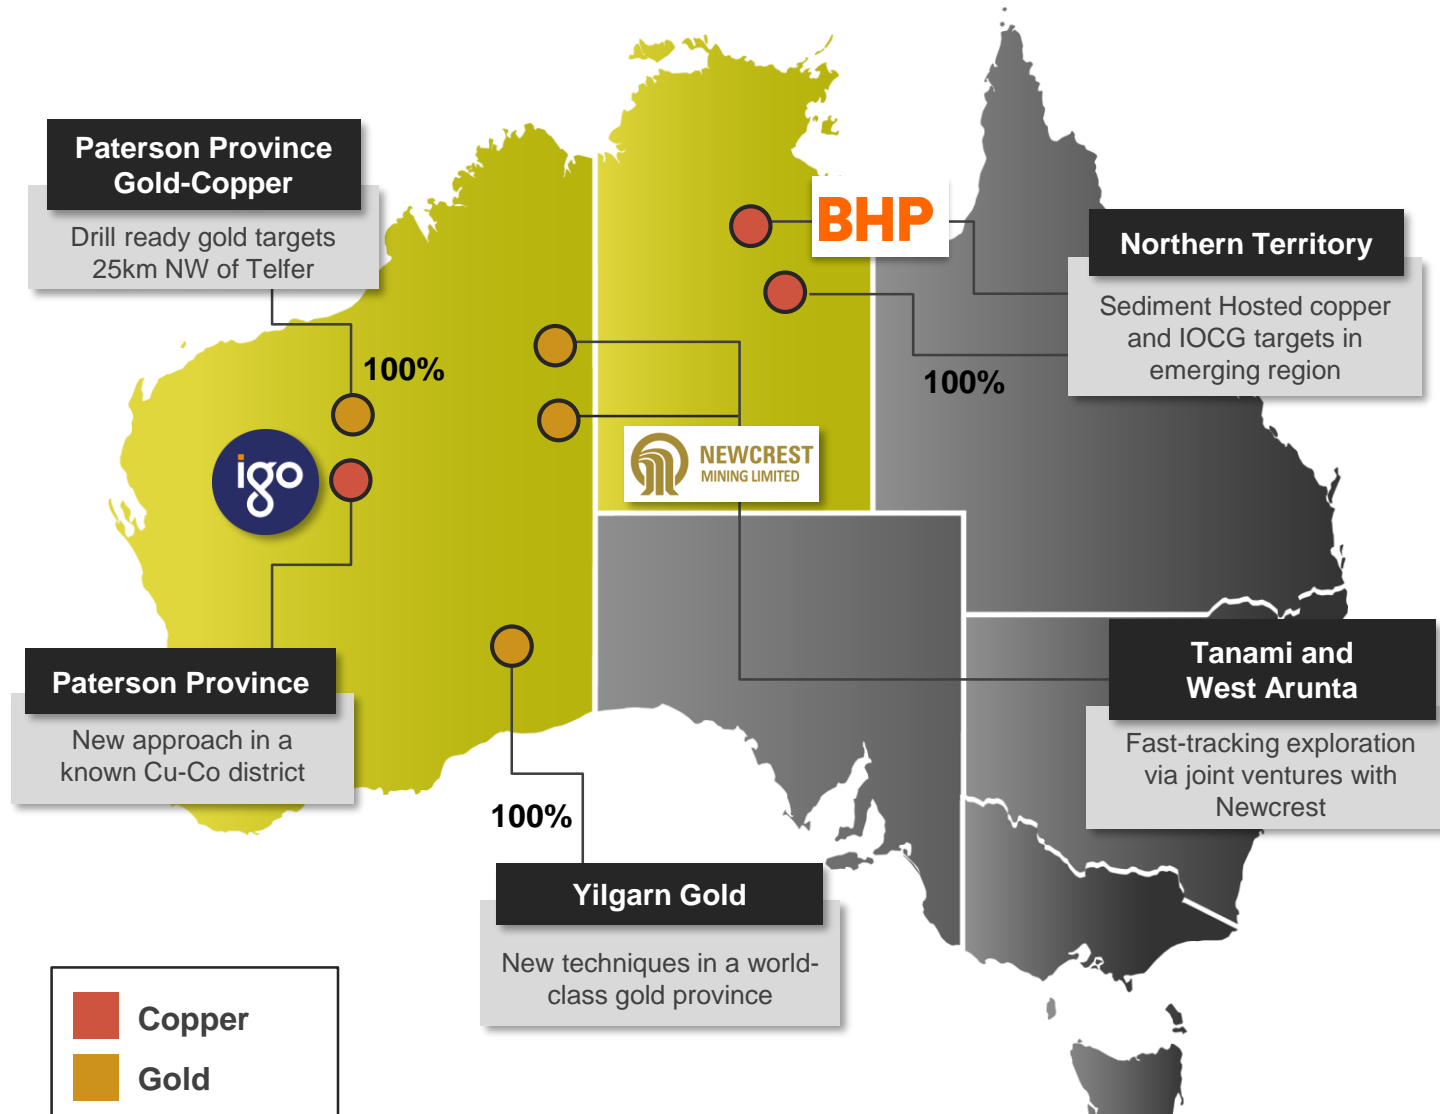 Paterson Province
Gold-Copper
Drill ready gold targets
25km NW of Telfer
100%
igo
Paterson Province
New approach in a
known Cu-Co district
BHP
Northern Territory
Sediment Hosted copper
and IOCG targets in
emerging region
100%
NEWCREST
MINING LIMITED
Tanami and
West Arunta
Fast-tracking exploration
via joint ventures with
Newcrest
100%
Yilgarn Gold
New techniques in a world-
class gold province
Copper
Gold